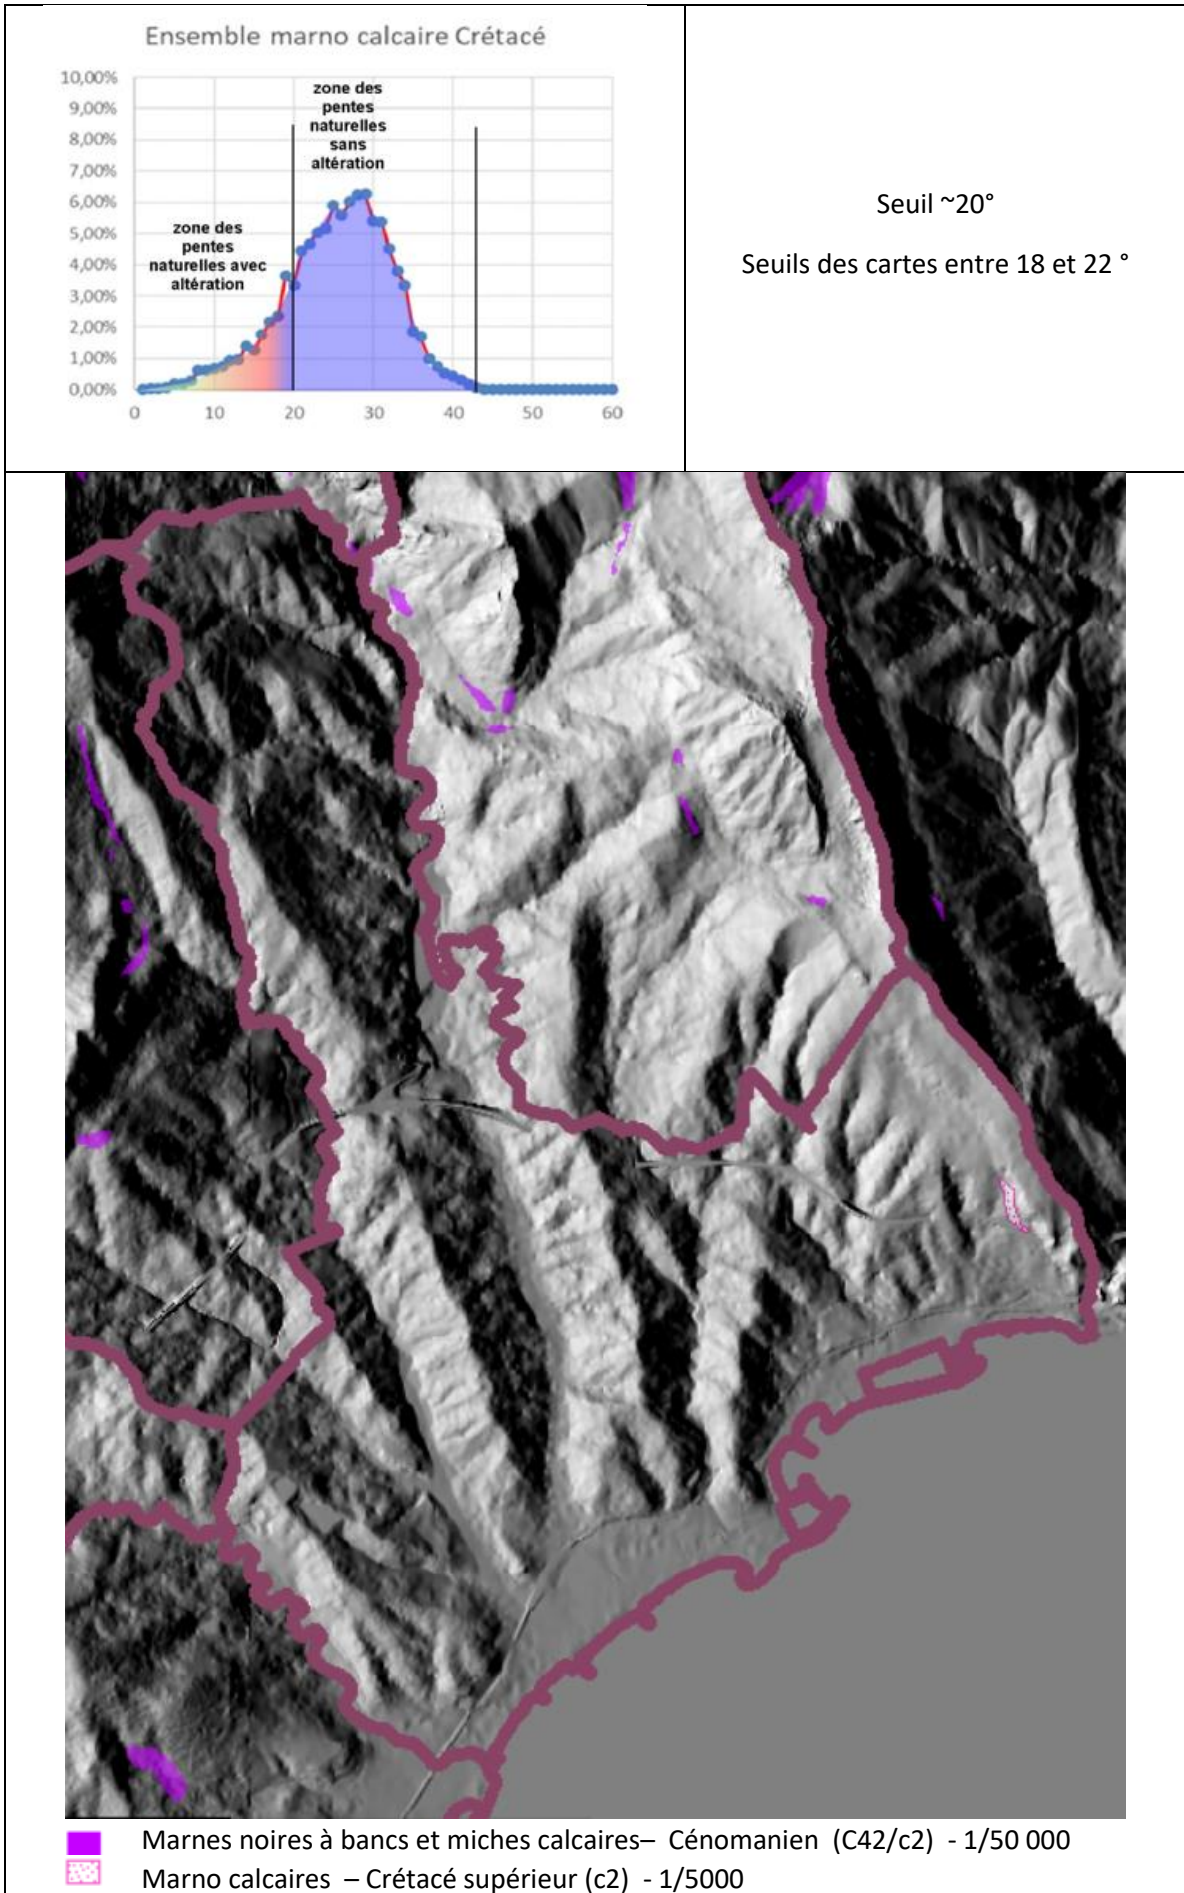 Ensemble marno calcaire Crétacé
10,00%
9,00%
8,00%
7,00%
6,00%
5,00%
4,00%
3,00%
2,00%
1,00%
0,00%
zone des
pentes
naturelles
sans
altération
zone des
pentes
naturelles avec
altération
0 10 20 30 40 50 60
Seuil ~20°
Seuils des cartes entre 18 et 22 °
Marnes noires à bancs et miches calcaires– Cénomanien (C42/c2) - 1/50 000
Marno calcaires – Crétacé supérieur (c2) - 1/5000